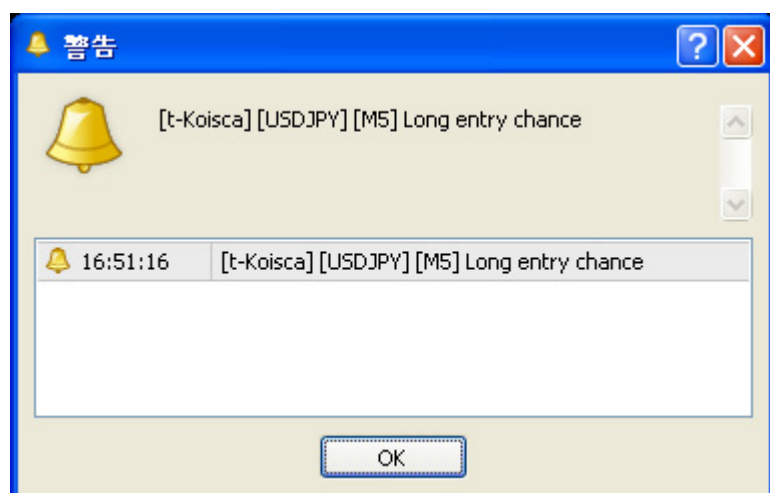 警告
[t-Koisca] [USDJPY] [M5] Long entry chance
16:51:16 [t-Koisca] [USDJPY] [M5] Long entry chance
OK